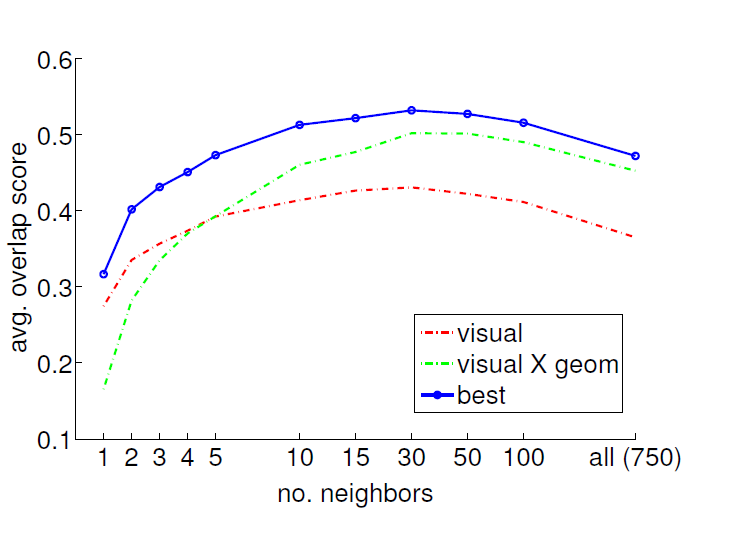 0.6
0.5
0.4
0.3
0.2
0.1
avg. overlap score
visual
visual X geom
best
1 2 3 4 5 10 15 30 50 100 all (750)
no. neighbors